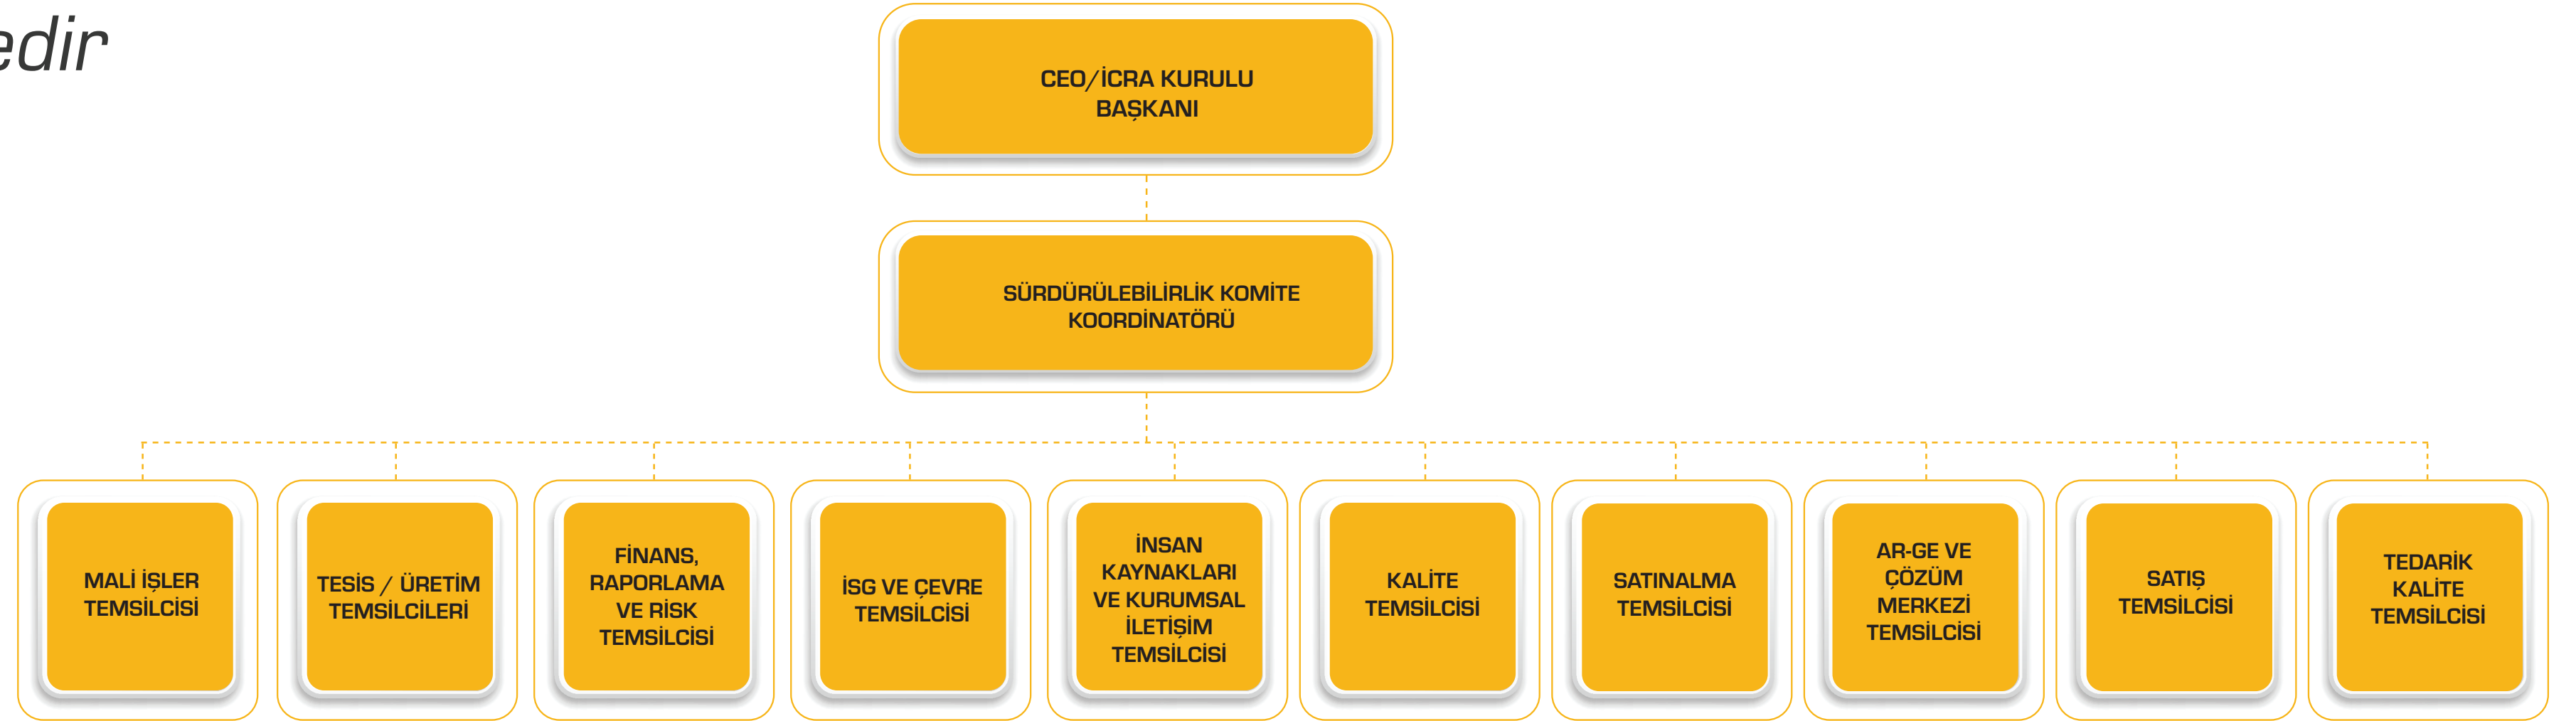 edir
CEO/İCRA KURULU
BAŞKANI
SÜRDÜRÜLEBİLİRLİK KOMİTE
KOORDİNATÖRÜ
MALİ İŞLER
TEMSİLCİSİ
TESİS / ÜRETİM
TEMSİLCİLERİ
FİNANS,
RAPORLAMA
VE RİSK
TEMSİLCİSİ
İSG VE ÇEVRE
TEMSİLCİSİ
İNSAN
KAYNAKLARI
VE KURUMSAL
İLETİŞİM
TEMSİLCİSİ
KALİTE
TEMSİLCİSİ
SATINALMA
TEMSİLCİSİ
AR-GE VE
ÇÖZÜM
MERKEZİ
TEMSİLCİSİ
SATIŞ
TEMSİLCİSİ
TEDARİK
KALİTE
TEMSİLCİSİ